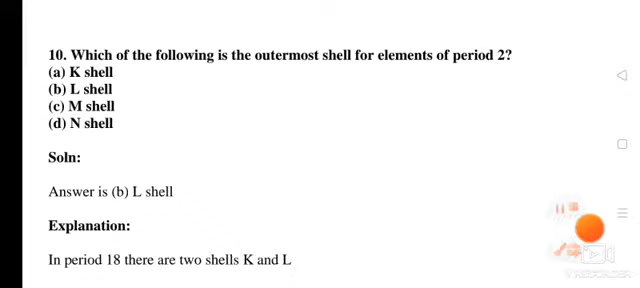 10. Which of the following is the outermost shell for elements of period 2?
(a) K shell
(b) L shell
(c) M shell
(d) N shell
Soln:
Answer is (b) L shell
Explanation:
In period 18 there are two shells K and L
V RECORDER